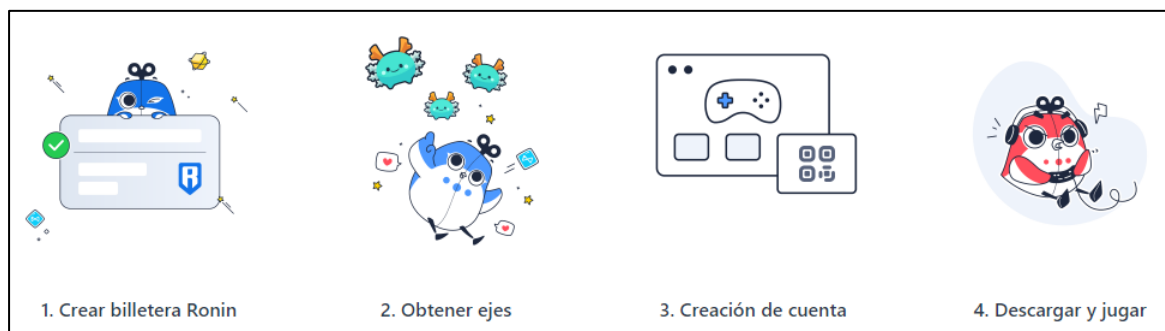 1. Crear billetera Ronin
2. Obtener ejes
3. Creación de cuenta
4. Descargar y jugar